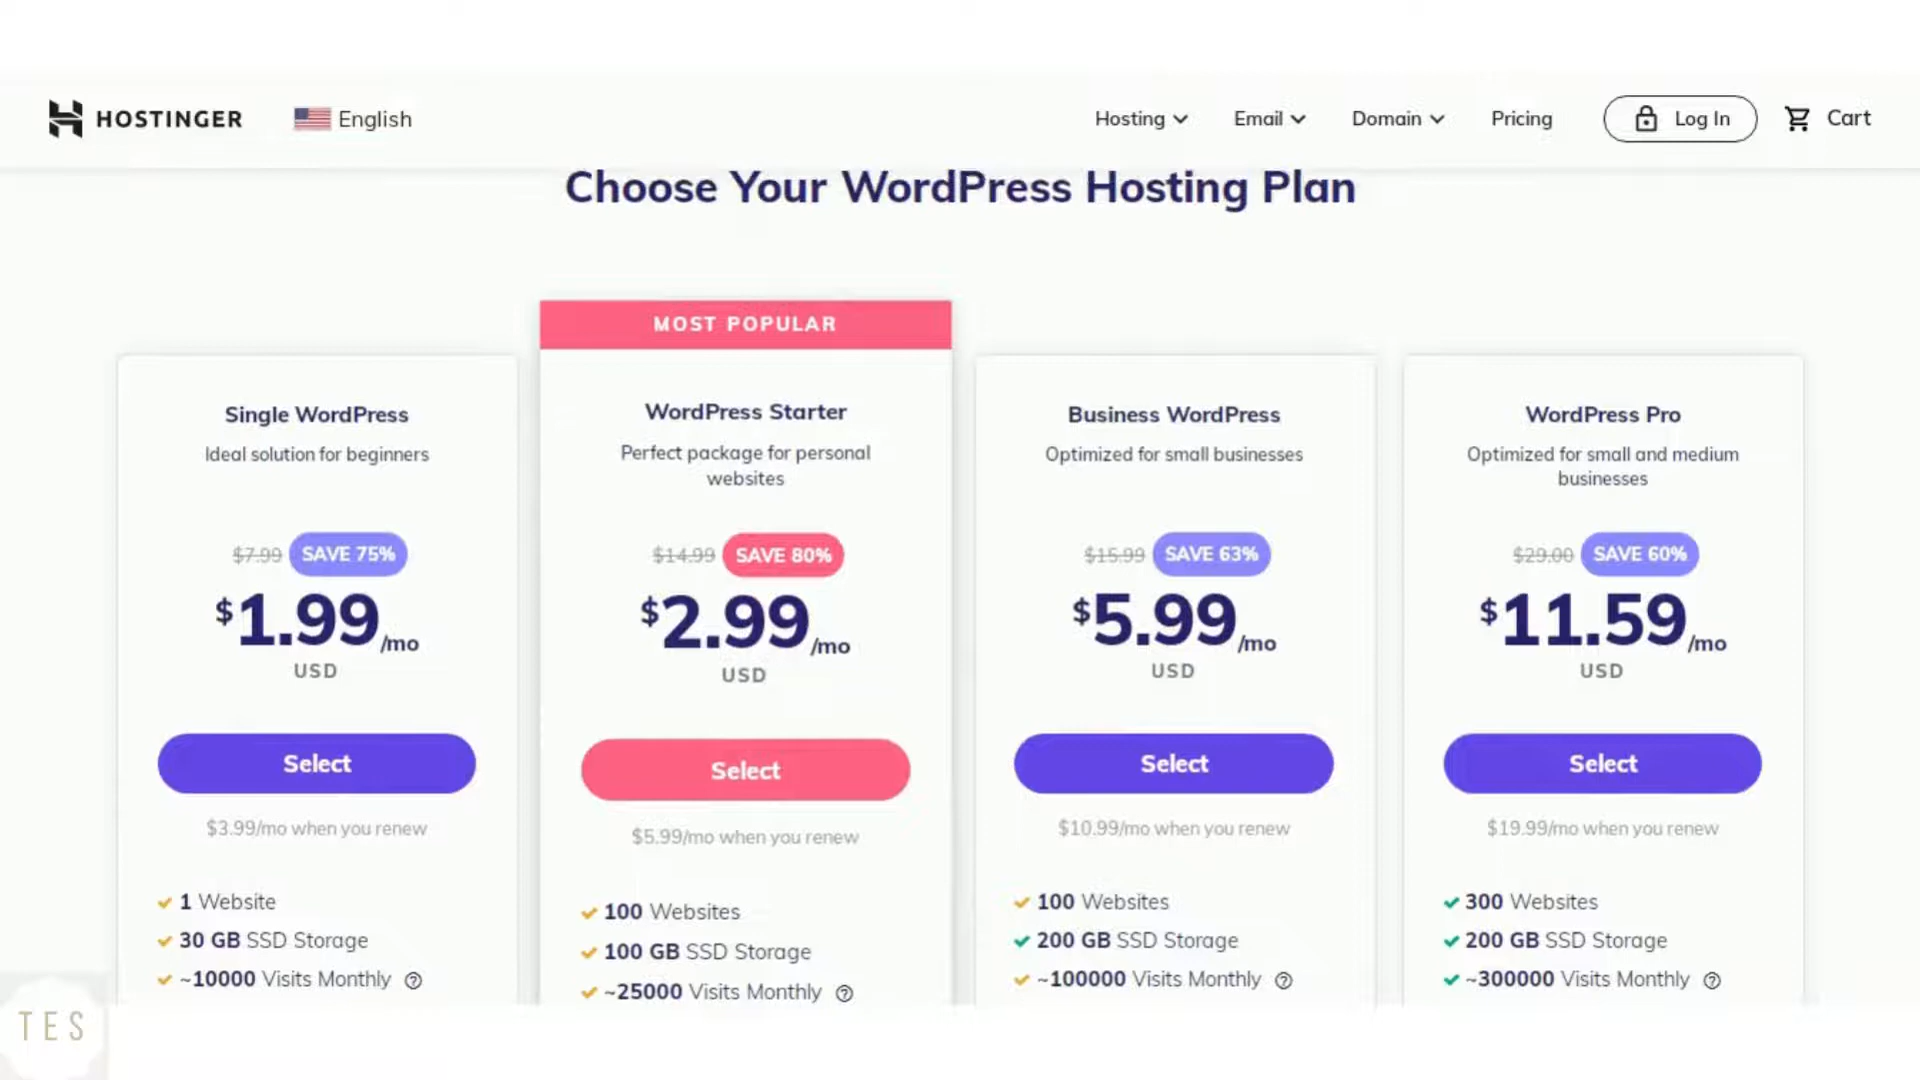 HOSTINGER
English
Hosting
Email
Domain
Pricing
Log In
Cart
Choose Your WordPress Hosting Plan
Single WordPress
Ideal solution for beginners
$7.99 SAVE 75%
$1.99/mo
USD
Select
$3.99/mo when you renew
1 Website
30 GB SSD Storage
~10000 Visits Monthly ?
MOST POPULAR
WordPress Starter
Perfect package for personal
websites
$14.99 SAVE 80%
$2.99/mo
USD
Select
$5.99/mo when you renew
100 Websites
100 GB SSD Storage
~25000 Visits Monthly ?
Business WordPress
Optimized for small businesses
$15.99 SAVE 63%
$5.99/mo
USD
Select
$10.99/mo when you renew
100 Websites
200 GB SSD Storage
~100000 Visits Monthly ?
WordPress Pro
Optimized for small and medium
businesses
$29.00 SAVE 60%
$11.59/mo
USD
Select
$19.99/mo when you renew
300 Websites
200 GB SSD Storage
~300000 Visits Monthly ?
TES